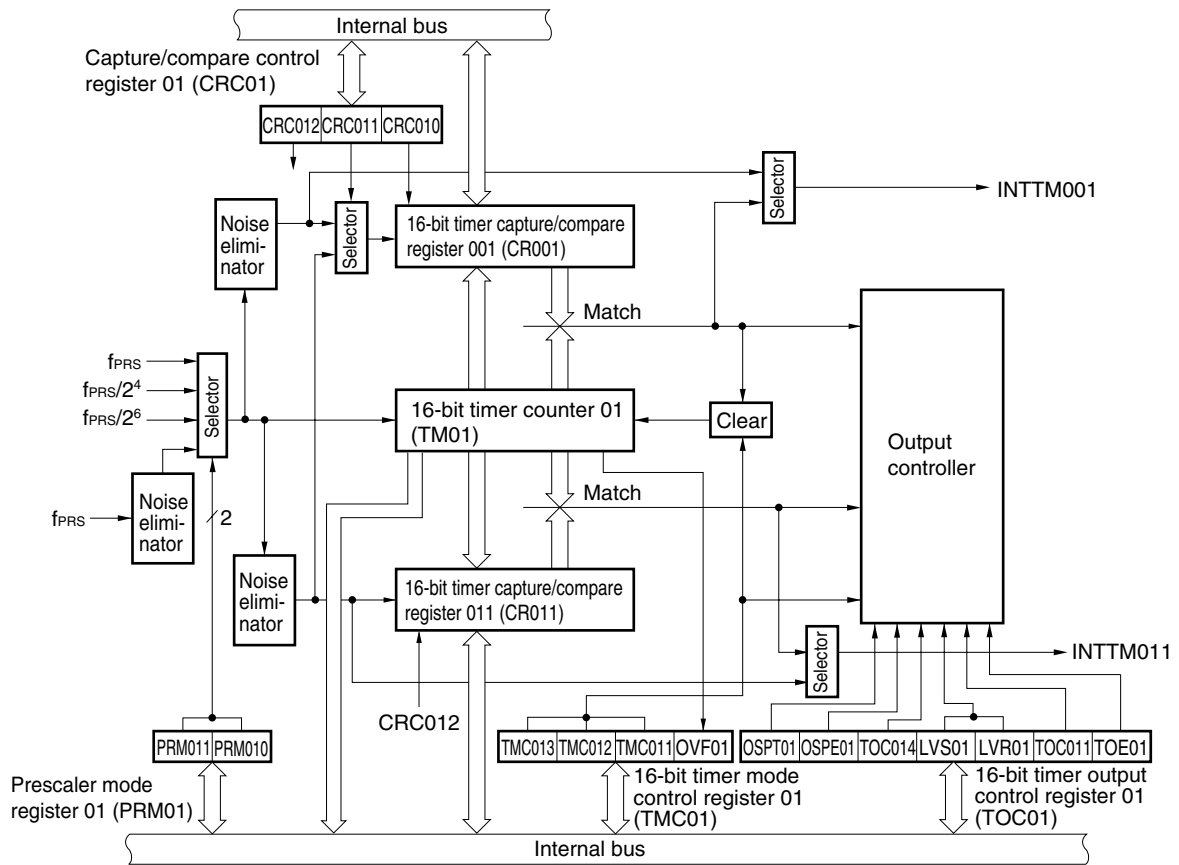 Internal bus
Capture/compare control
register 01 (CRC01)
CRC012 CRC011 CRC010
Selector
INTTM001
Noise
elimi-
nator
Selector
16-bit timer capture/compare
register 001 (CR001)
Match
fPRS
fPRS/2⁴
fPRS/2⁶
Selector
16-bit timer counter 01
(TM01)
Clear
Output
controller
fPRS
Noise
elimi-
nator
2
Match
Noise
elimi-
nator
16-bit timer capture/compare
register 011 (CR011)
Selector
INTTM011
CRC012
PRM011 PRM010
TMC013 TMC012 TMC011 OVF01
OSPT01 OSPE01 TOC014 LVS01 LVR01 TOC011 TOE01
Prescaler mode
register 01 (PRM01)
16-bit timer mode
control register 01
(TMC01)
16-bit timer output
control register 01
(TOC01)
Internal bus